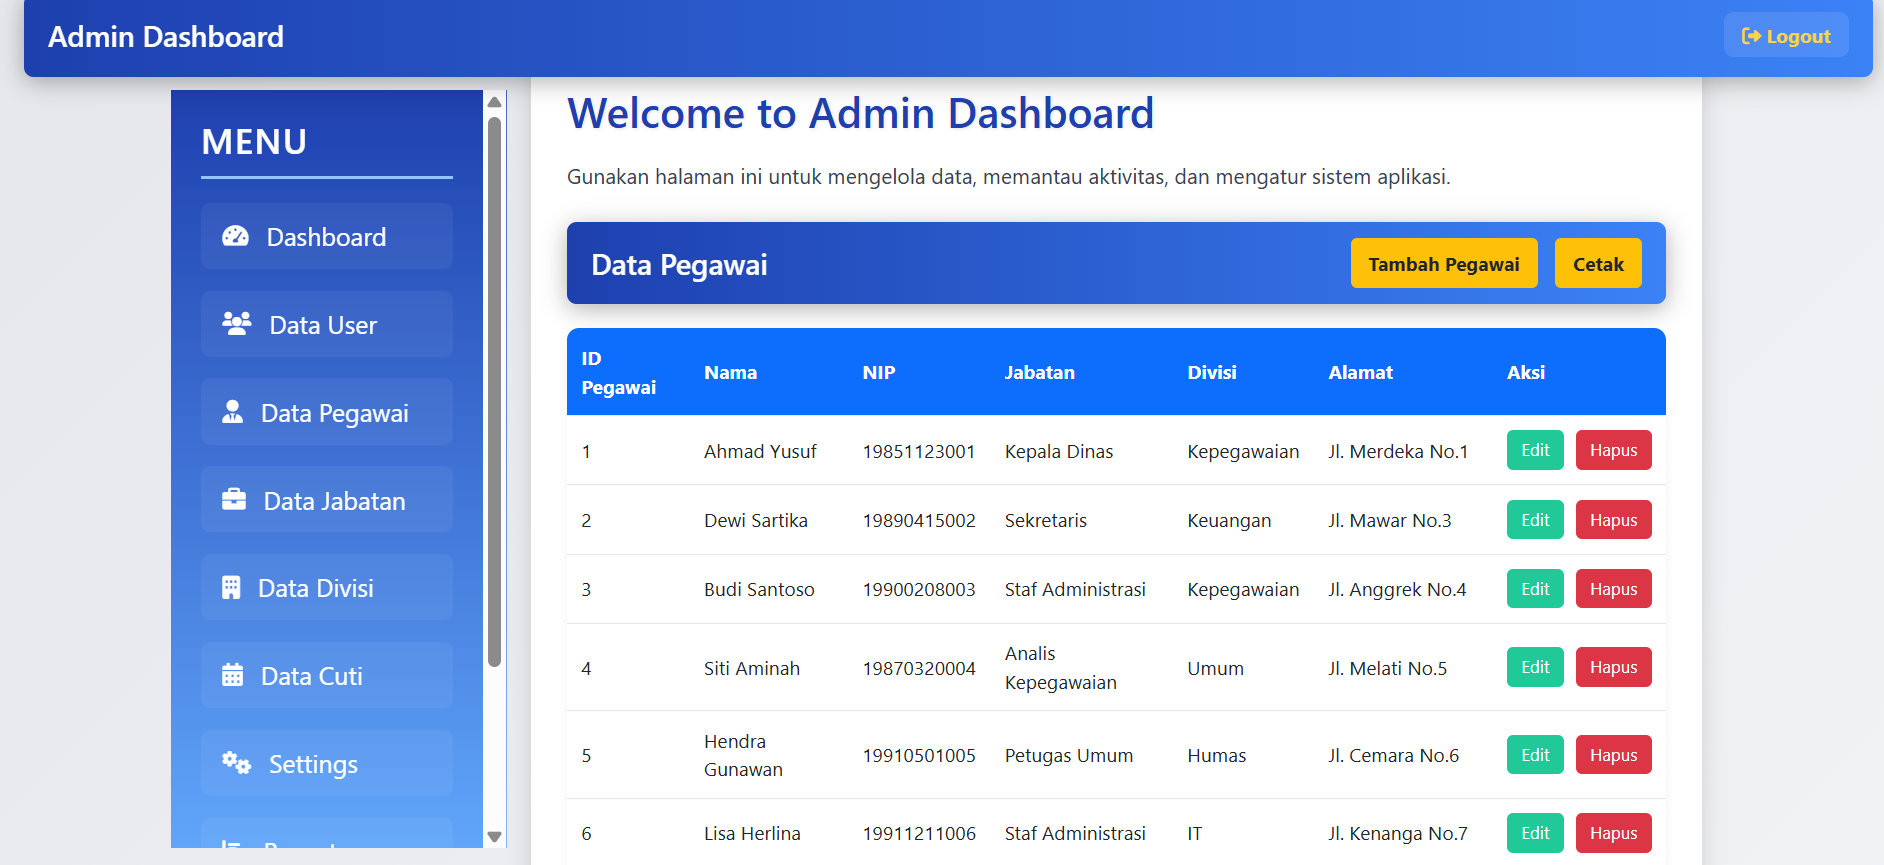 Admin Dashboard
Logout
MENU
Dashboard
Data User
Data Pegawai
Data Jabatan
Data Divisi
Data Cuti
Settings
Welcome to Admin Dashboard
Gunakan halaman ini untuk mengelola data, memantau aktivitas, dan mengatur sistem aplikasi.
Data Pegawai Tambah Pegawai Cetak
ID Pegawai Nama NIP Jabatan Divisi Alamat Aksi
1 Ahmad Yusuf 19851123001 Kepala Dinas Kepegawaian Jl. Merdeka No.1 Edit Hapus
2 Dewi Sartika 19890415002 Sekretaris Keuangan Jl. Mawar No.3 Edit Hapus
3 Budi Santoso 19900208003 Staf Administrasi Kepegawaian Jl. Anggrek No.4 Edit Hapus
4 Siti Aminah 19870320004 Analis Kepegawaian Umum Jl. Melati No.5 Edit Hapus
5 Hendra Gunawan 19910501005 Petugas Umum Humas Jl. Cemara No.6 Edit Hapus
6 Lisa Herlina 19911211006 Staf Administrasi IT Jl. Kenanga No.7 Edit Hapus